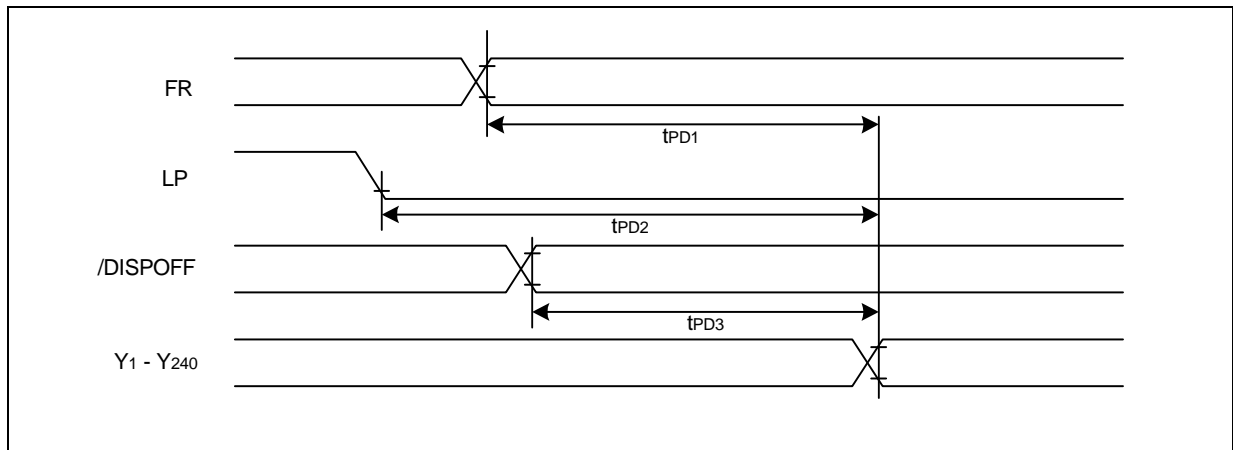 FR
tPD1
LP
tPD2
/DISPOFF
tPD3
Y1 - Y240